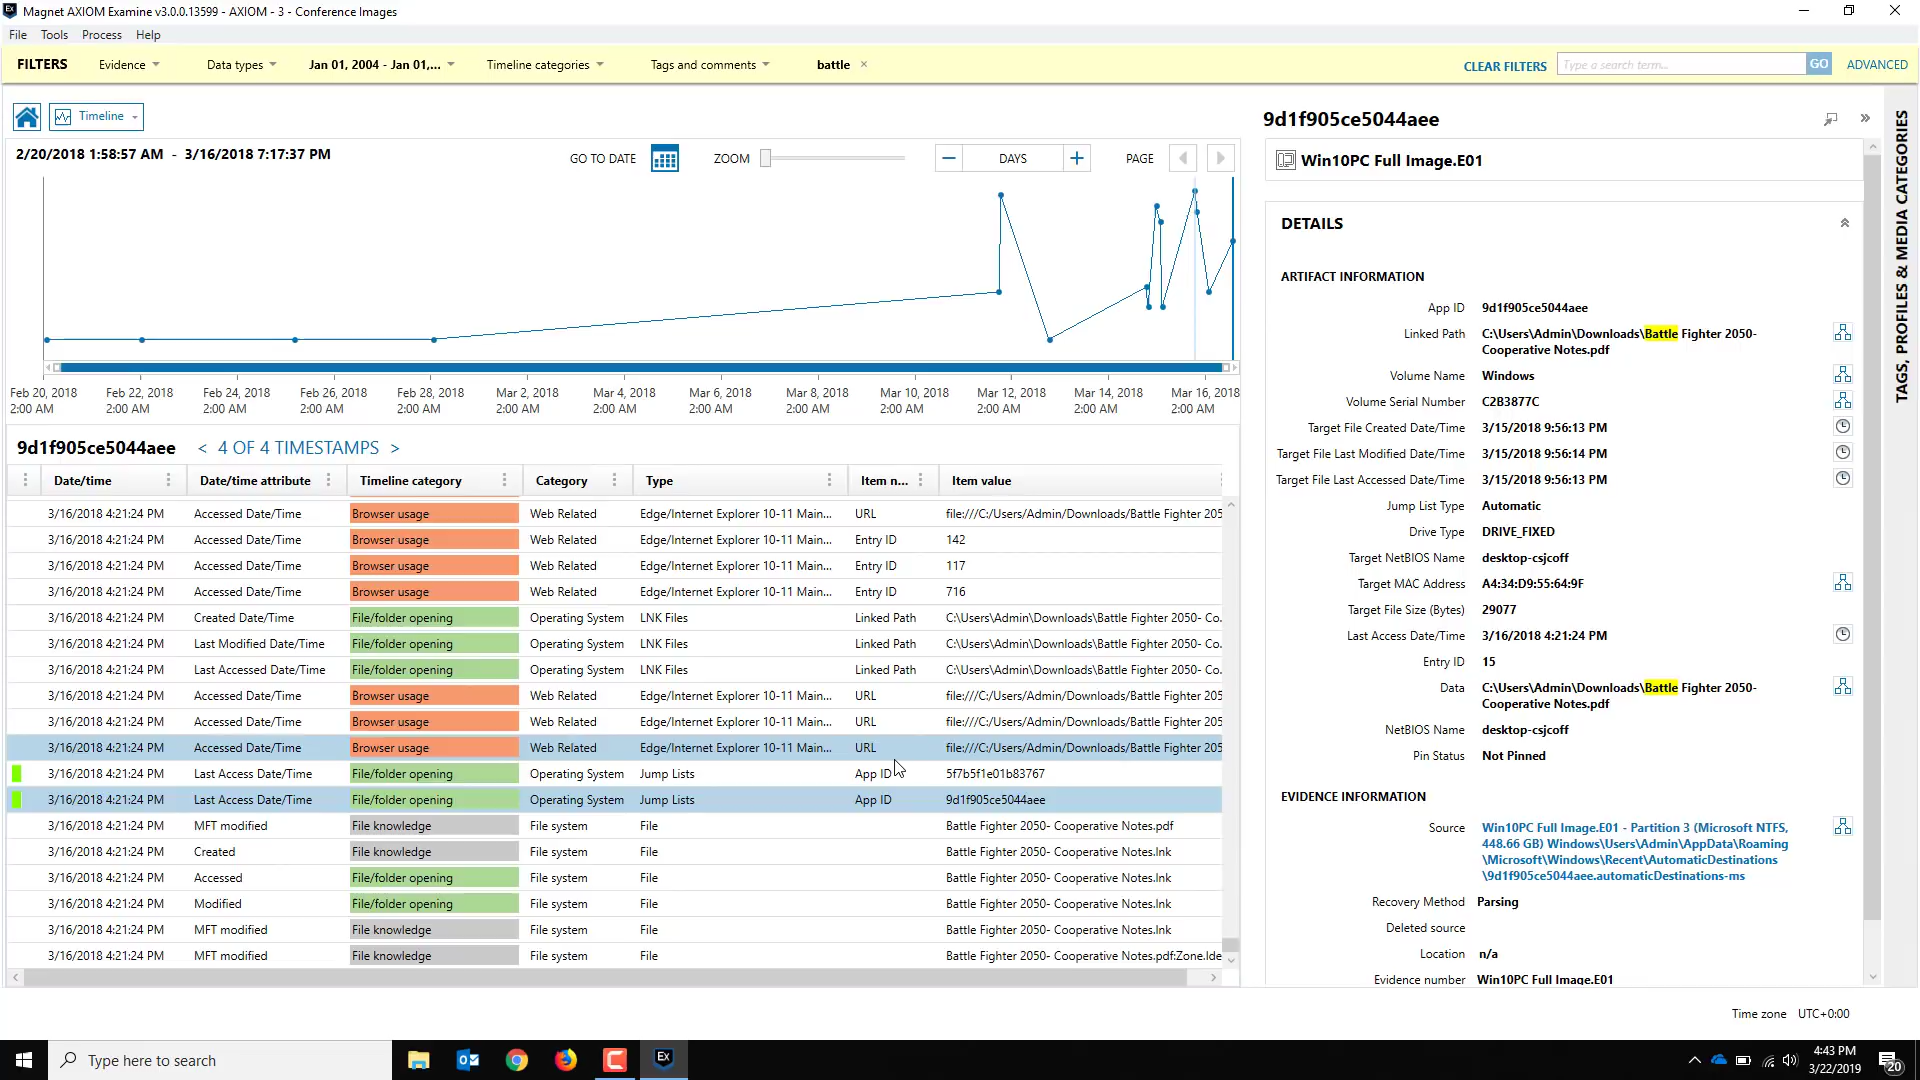 Magnet AXIOM Examine v3.0.0.13599 - AXIOM - 3 - Conference Images
File Tools Process Help
FILTERS Evidence Data types Jan 01, 2004 - Jan 01,... Timeline categories Tags and comments battle × CLEAR FILTERS Type a search term... GO ADVANCED
Timeline
2/20/2018 1:58:57 AM - 3/16/2018 7:17:37 PM GO TO DATE ZOOM DAYS PAGE
Feb 20, 2018 Feb 22, 2018 Feb 24, 2018 Feb 26, 2018 Feb 28, 2018 Mar 2, 2018 Mar 4, 2018 Mar 6, 2018 Mar 8, 2018 Mar 10, 2018 Mar 12, 2018 Mar 14, 2018 Mar 16, 2018
2:00 AM 2:00 AM 2:00 AM 2:00 AM 2:00 AM 2:00 AM 2:00 AM 2:00 AM 2:00 AM 2:00 AM 2:00 AM 2:00 AM 2:00 AM
9d1f905ce5044aee < 4 OF 4 TIMESTAMPS >
Date/time Date/time attribute Timeline category Category Type Item n... Item value
3/16/2018 4:21:24 PM Accessed Date/Time Browser usage Web Related Edge/Internet Explorer 10-11 Main... URL file:///C:/Users/Admin/Downloads/Battle Fighter 205
3/16/2018 4:21:24 PM Accessed Date/Time Browser usage Web Related Edge/Internet Explorer 10-11 Main... Entry ID 142
3/16/2018 4:21:24 PM Accessed Date/Time Browser usage Web Related Edge/Internet Explorer 10-11 Main... Entry ID 117
3/16/2018 4:21:24 PM Accessed Date/Time Browser usage Web Related Edge/Internet Explorer 10-11 Main... Entry ID 716
3/16/2018 4:21:24 PM Created Date/Time File/folder opening Operating System LNK Files Linked Path C:\Users\Admin\Downloads\Battle Fighter 2050- Co...
3/16/2018 4:21:24 PM Last Modified Date/Time File/folder opening Operating System LNK Files Linked Path C:\Users\Admin\Downloads\Battle Fighter 2050- Co...
3/16/2018 4:21:24 PM Last Accessed Date/Time File/folder opening Operating System LNK Files Linked Path C:\Users\Admin\Downloads\Battle Fighter 2050- Co...
3/16/2018 4:21:24 PM Accessed Date/Time Browser usage Web Related Edge/Internet Explorer 10-11 Main... URL file:///C:/Users/Admin/Downloads/Battle Fighter 205
3/16/2018 4:21:24 PM Accessed Date/Time Browser usage Web Related Edge/Internet Explorer 10-11 Main... URL file:///C:/Users/Admin/Downloads/Battle Fighter 205
3/16/2018 4:21:24 PM Accessed Date/Time Browser usage Web Related Edge/Internet Explorer 10-11 Main... URL file:///C:/Users/Admin/Downloads/Battle Fighter 205
3/16/2018 4:21:24 PM Last Access Date/Time File/folder opening Operating System Jump Lists App ID 5f7b5f1e01b83767
3/16/2018 4:21:24 PM Last Access Date/Time File/folder opening Operating System Jump Lists App ID 9d1f905ce5044aee
3/16/2018 4:21:24 PM MFT modified File knowledge File system File Battle Fighter 2050- Cooperative Notes.pdf
3/16/2018 4:21:24 PM Created File knowledge File system File Battle Fighter 2050- Cooperative Notes.lnk
3/16/2018 4:21:24 PM Accessed File/folder opening File system File Battle Fighter 2050- Cooperative Notes.lnk
3/16/2018 4:21:24 PM Modified File/folder opening File system File Battle Fighter 2050- Cooperative Notes.lnk
3/16/2018 4:21:24 PM MFT modified File knowledge File system File Battle Fighter 2050- Cooperative Notes.lnk
3/16/2018 4:21:24 PM MFT modified File knowledge File system File Battle Fighter 2050- Cooperative Notes.pdf:Zone.Ide
9d1f905ce5044aee
Win10PC Full Image.E01
DETAILS
ARTIFACT INFORMATION
App ID 9d1f905ce5044aee
Linked Path C:\Users\Admin\Downloads\Battle Fighter 2050-
Cooperative Notes.pdf
Volume Name Windows
Volume Serial Number C2B3877C
Target File Created Date/Time 3/15/2018 9:56:13 PM
Target File Last Modified Date/Time 3/15/2018 9:56:14 PM
Target File Last Accessed Date/Time 3/15/2018 9:56:13 PM
Jump List Type Automatic
Drive Type DRIVE_FIXED
Target NetBIOS Name desktop-csjcoff
Target MAC Address A4:34:D9:55:64:9F
Target File Size (Bytes) 29077
Last Access Date/Time 3/16/2018 4:21:24 PM
Entry ID 15
Data C:\Users\Admin\Downloads\Battle Fighter 2050-
Cooperative Notes.pdf
NetBIOS Name desktop-csjcoff
Pin Status Not Pinned
EVIDENCE INFORMATION
Source Win10PC Full Image.E01 - Partition 3 (Microsoft NTFS,
448.66 GB) Windows\Users\Admin\AppData\Roaming
\Microsoft\Windows\Recent\AutomaticDestinations
\9d1f905ce5044aee.automaticDestinations-ms
Recovery Method Parsing
Deleted source
Location n/a
Evidence number Win10PC Full Image.E01
TAGS, PROFILES & MEDIA CATEGORIES
Time zone UTC+0:00
Type here to search
4:43 PM
3/22/2019
20